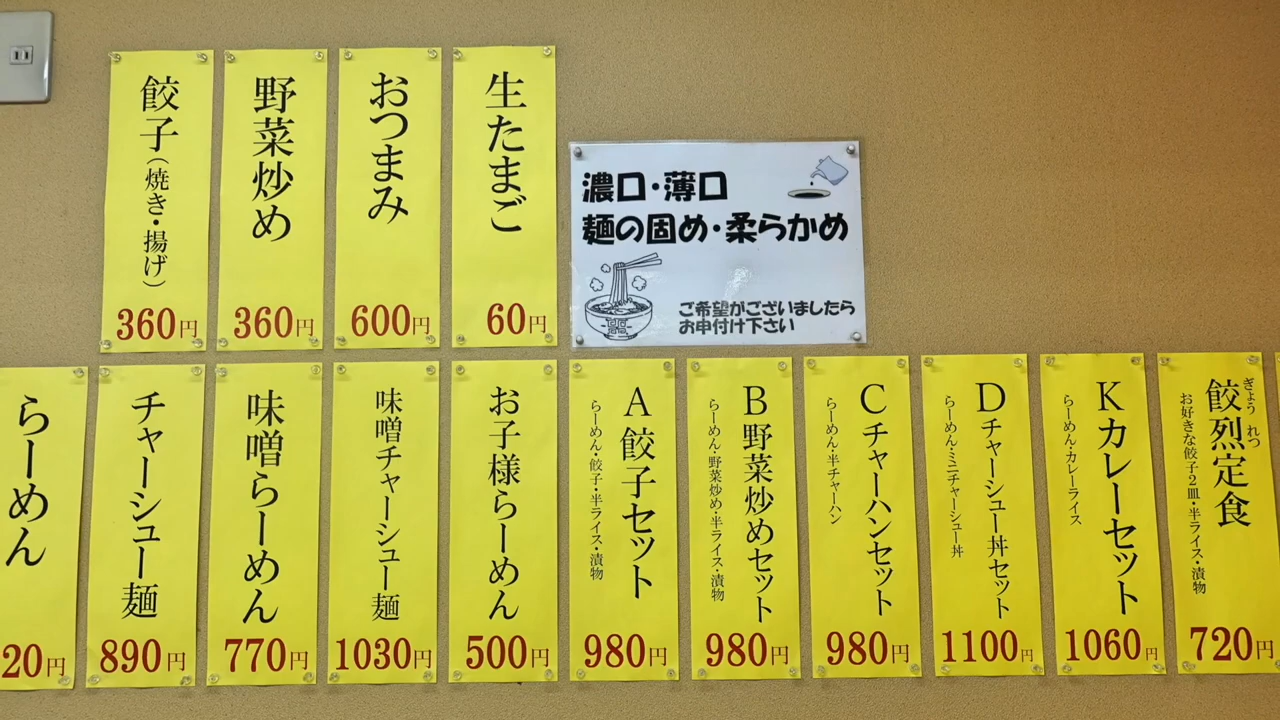 餃子(焼き・揚げ)
360円
野菜炒め
360円
おつまみ
600円
生たまご
60円
濃口・薄口
麺の固め・柔らかめ
ご希望がございましたら
お申付け下さい
らーめん
20円
チャーシュー麺
890円
味噌らーめん
770円
味噌チャーシュー麺
1030円
お子様らーめん
500円
A餃子セット
らーめん・餃子・半ライス・漬物
980円
B野菜炒めセット
らーめん・野菜炒め・半ライス・漬物
980円
Cチャーハンセット
らーめん・半チャーハン
980円
Dチャーシュー丼セット
らーめん・ミニチャーシュー丼
1100円
Kカレーセット
らーめん・カレーライス
1060円
ぎょう れつ
餃烈定食
お好きな餃子2皿・半ライス・漬物
720円